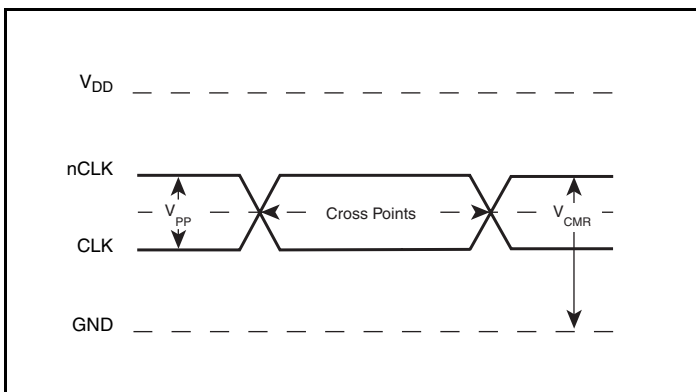 VDD
nCLK
VPP
Cross Points
VCMR
CLK
GND